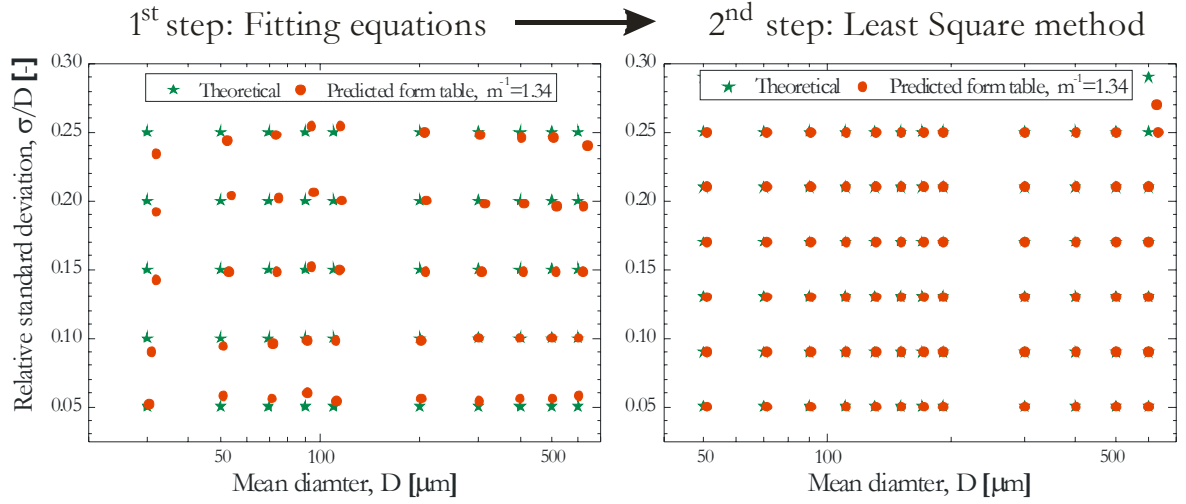 1st step: Fitting equations
2nd step: Least Square method
Relative standard deviation, σ/D [-]
0.30
0.25
0.20
0.15
0.10
0.05
Theoretical Predicted form table, m⁻¹=1.34
50 100 500
Mean diamter, D [μm]
0.30
0.25
0.20
0.15
0.10
0.05
Theoretical Predicted form table, m⁻¹=1.34
50 100 200 500
Mean diamter, D [μm]